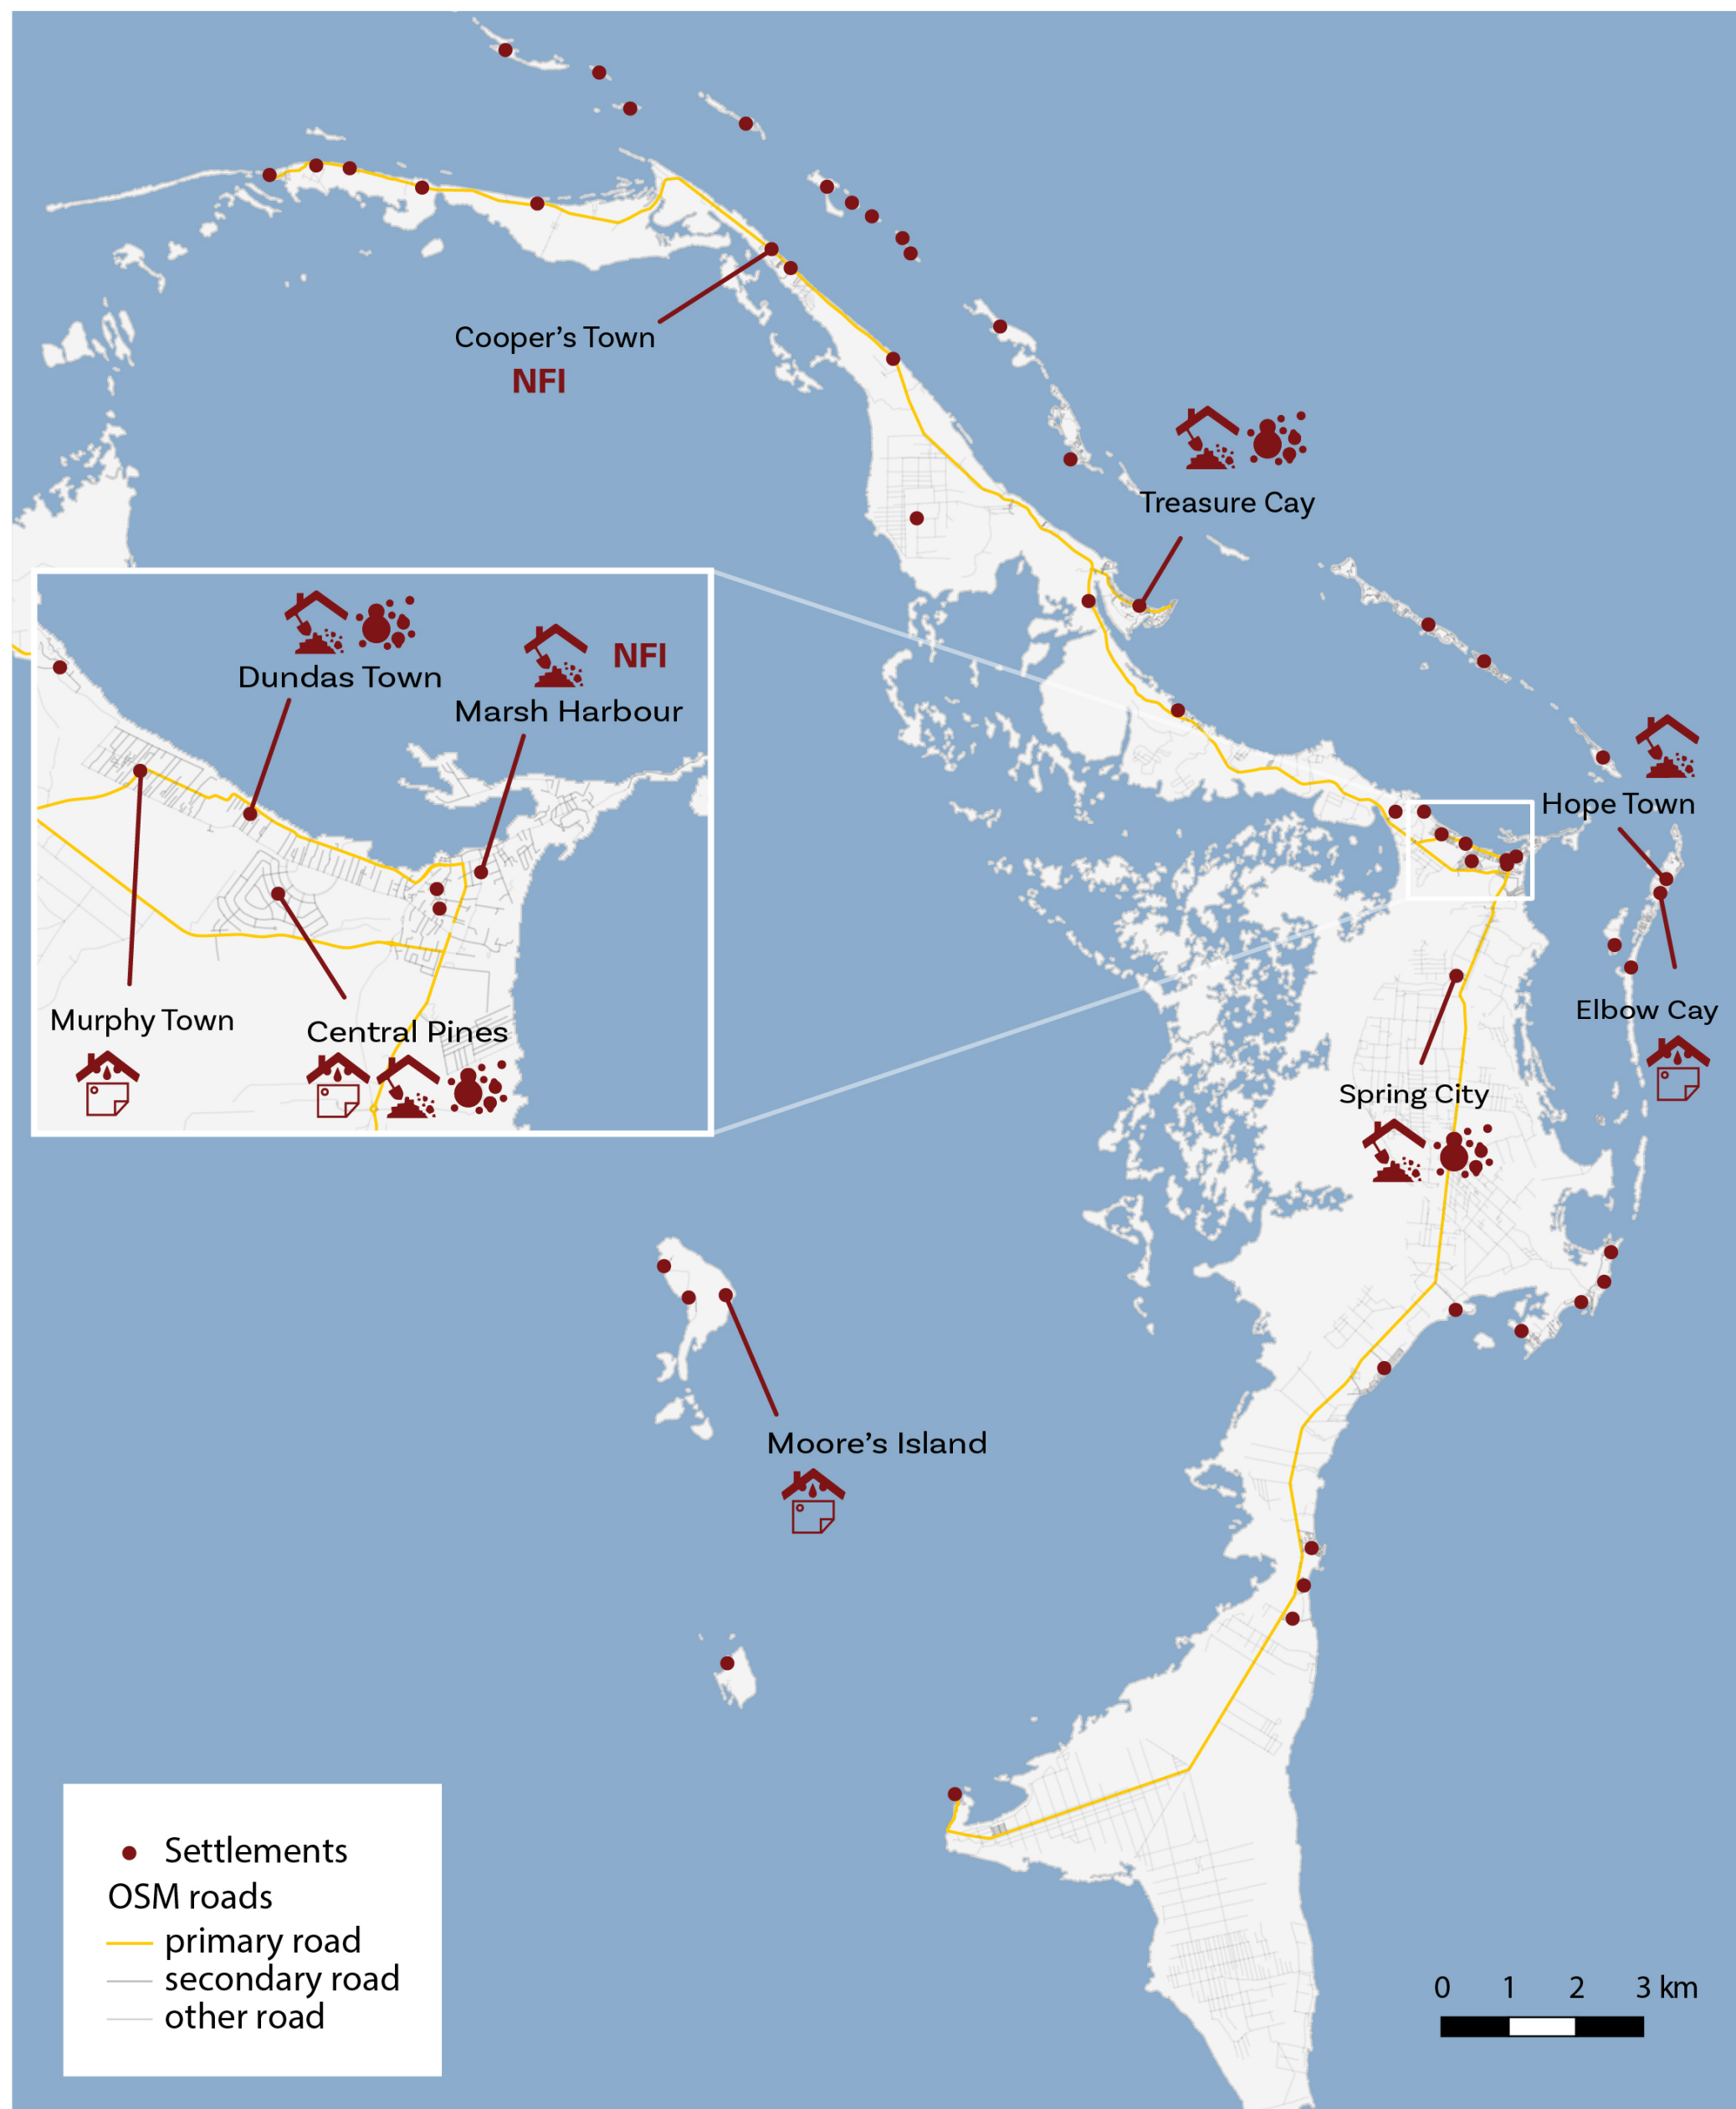 Cooper's Town
NFI
Treasure Cay
Dundas Town
NFI
Marsh Harbour
Hope Town
Murphy Town
Central Pines
Elbow Cay
Spring City
Moore's Island
Settlements
OSM roads
primary road
secondary road
other road
0 1 2 3 km